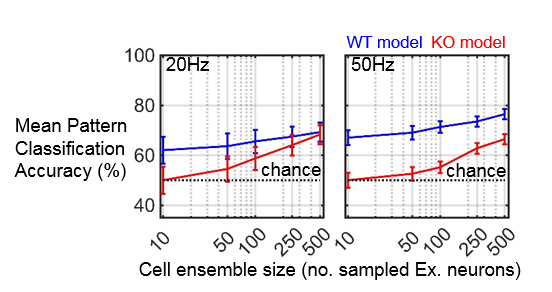 WT model KO model
100
20Hz
50Hz
80
Mean Pattern
Classification
Accuracy (%)
60
chance
chance
40
10
50
100
250
500
10
50
100
250
500
Cell ensemble size (no. sampled Ex. neurons)